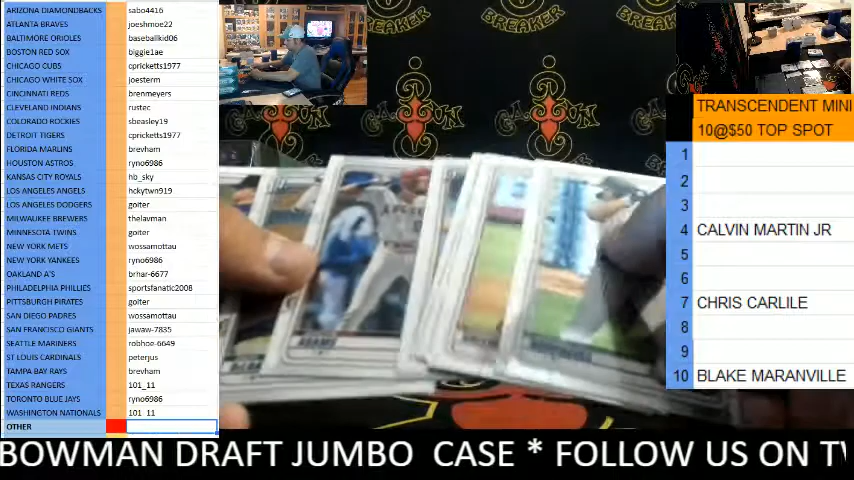 ARIZONA DIAMONDBACKS sabo4416
ATLANTA BRAVES joeshmoe22
BALTIMORE ORIOLES baseballkid06
BOSTON RED SOX biggie1ae
CHICAGO CUBS cpricketts1977
CHICAGO WHITE SOX joesterm
CINCINNATI REDS brenmeyers
CLEVELAND INDIANS rustec
COLORADO ROCKIES sbeasley19
DETROIT TIGERS cpricketts1977
FLORIDA MARLINS brevham
HOUSTON ASTROS ryno6986
KANSAS CITY ROYALS hb_sky
LOS ANGELES ANGELS hckytwn919
LOS ANGELES DODGERS goiter
MILWAUKEE BREWERS thelavman
MINNESOTA TWINS goiter
NEW YORK METS wossamottau
NEW YORK YANKEES ryno6986
OAKLAND A'S brhar-6677
PHILADELPHIA PHILLIES sportsfanatic2008
PITTSBURGH PIRATES goiter
SAN DIEGO PADRES wossamottau
SAN FRANCISCO GIANTS jawaw-7835
SEATTLE MARINERS robhoe-6649
ST LOUIS CARDINALS peterjus
TAMPA BAY RAYS brevham
TEXAS RANGERS 101_11
TORONTO BLUE JAYS ryno6986
WASHINGTON NATIONALS 101_11
OTHER
BREAKER
BREAKER
ADAMS
TRANSCENDENT MINI
10@$50 TOP SPOT
1
2
3
4 CALVIN MARTIN JR
5
6
7 CHRIS CARLILE
8
9
10 BLAKE MARANVILLE
BOWMAN DRAFT JUMBO CASE * FOLLOW US ON TW